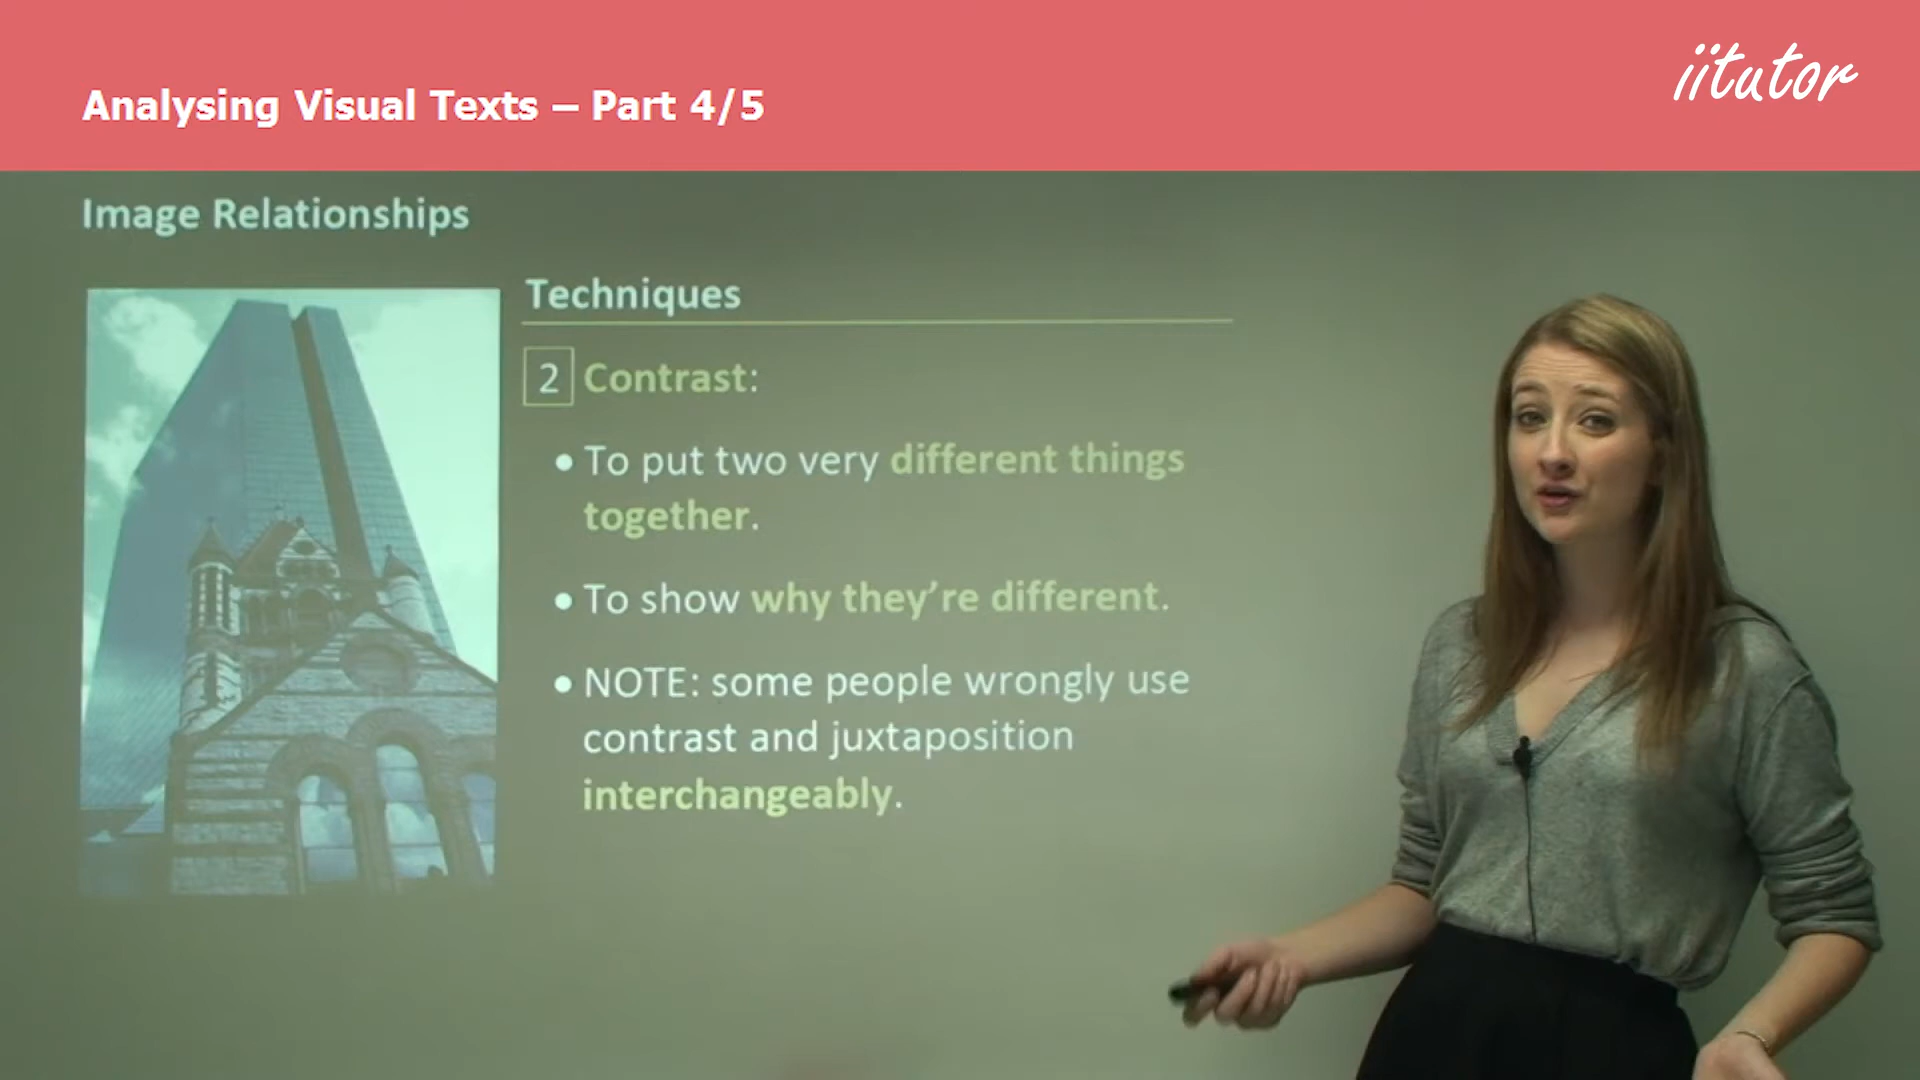 Analysing Visual Texts – Part 4/5
iitutor
Image Relationships
Techniques
2 Contrast:
• To put two very different things
together.
• To show why they’re different.
• NOTE: some people wrongly use
contrast and juxtaposition
interchangeably.